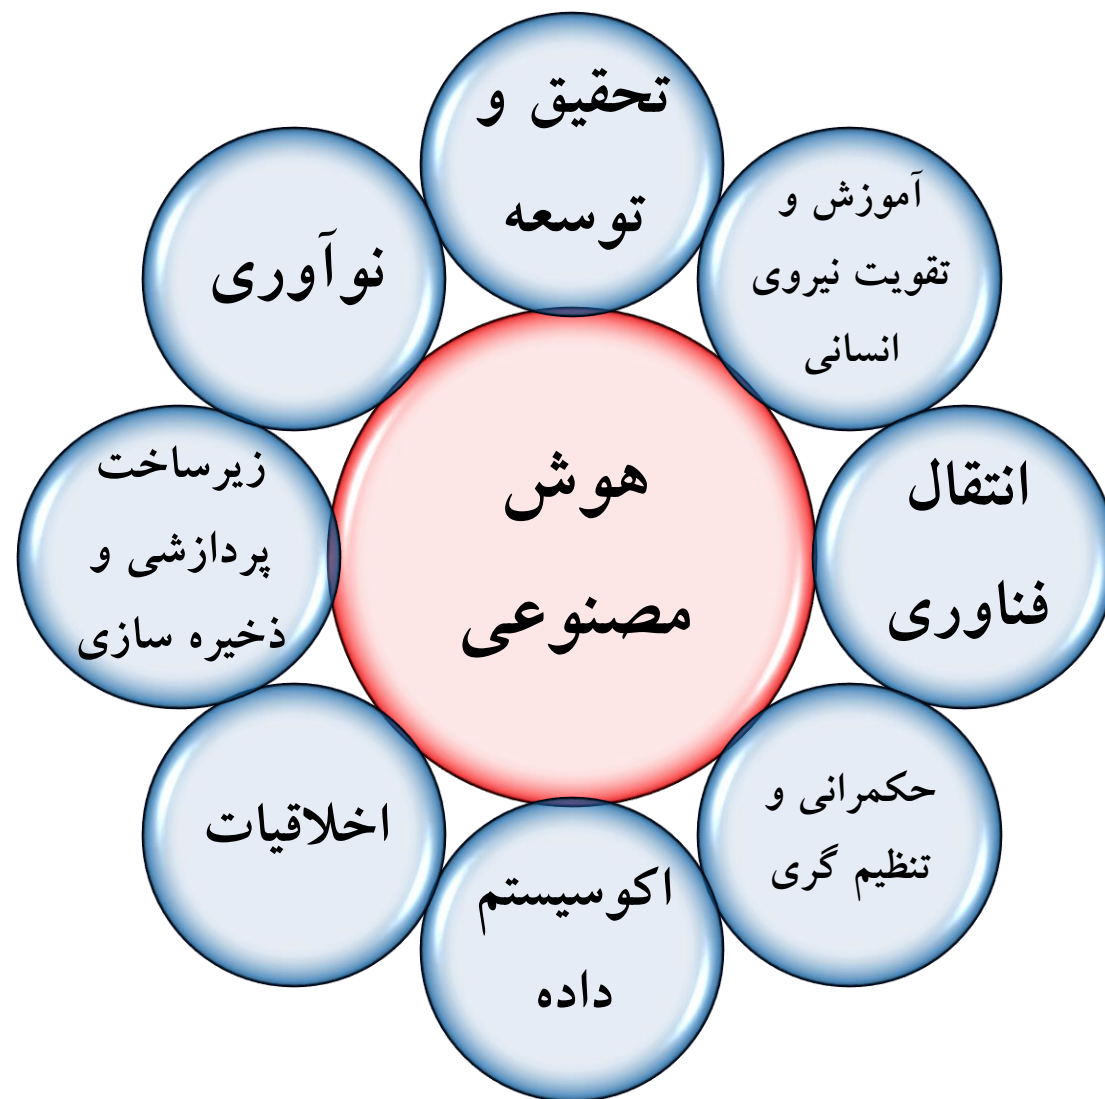 تحقیق و
توسعه
آموزش و
تقویت نیروی
انسانی
انتقال
فناوری
حکمرانی و
تنظیم گری
اکوسیستم
داده
اخلاقیات
زیرساخت
پردازشی و
ذخیره سازی
نوآوری
هوش
مصنوعی